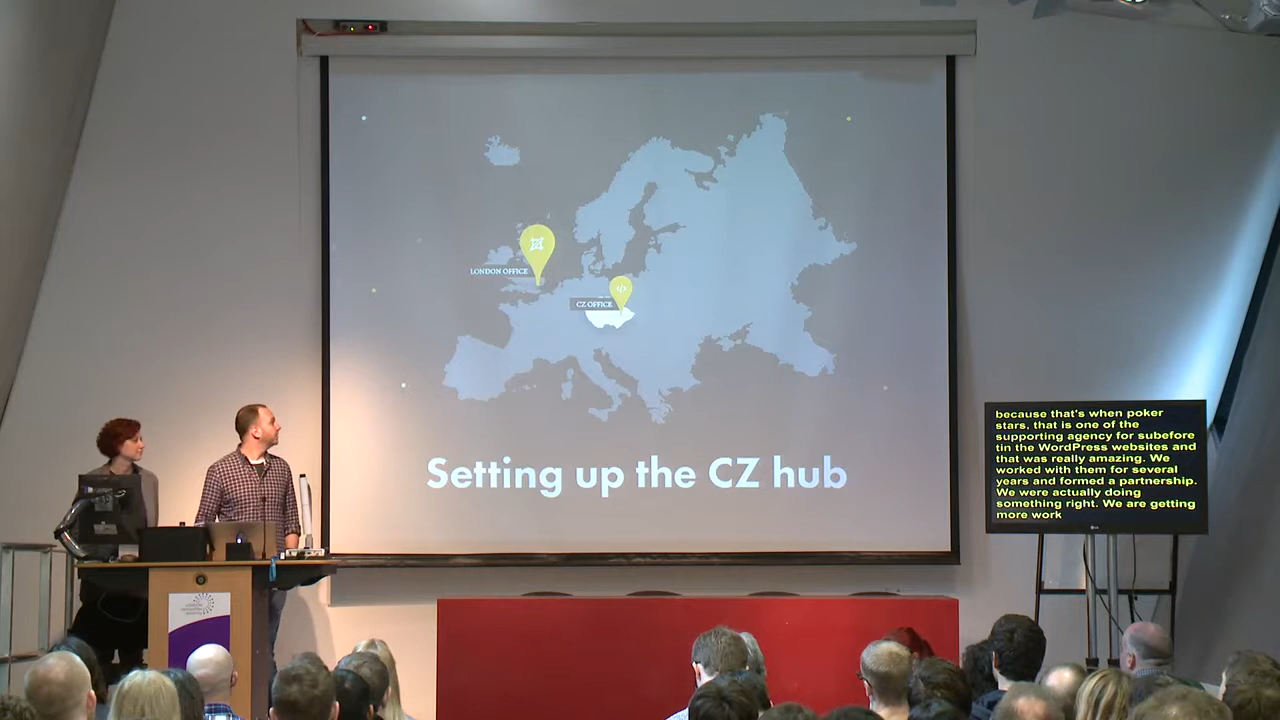 LONDON OFFICE
CZ OFFICE
Setting up the CZ hub
because that's when poker
stars, that is one of the
supporting agency for subefore
tin the WordPress websites and
that was really amazing. We
worked with them for several
years and formed a partnership.
We were actually doing
something right. We are getting
more work